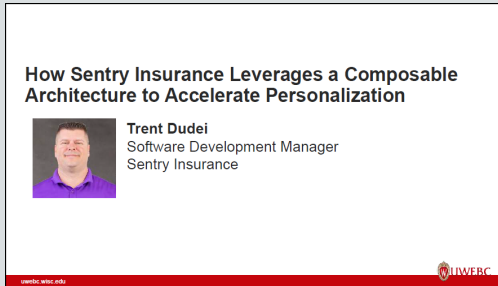 How Sentry Insurance Leverages a Composable
Architecture to Accelerate Personalization
Trent Dudei
Software Development Manager
Sentry Insurance
UWEBC
uwebc.wisc.edu